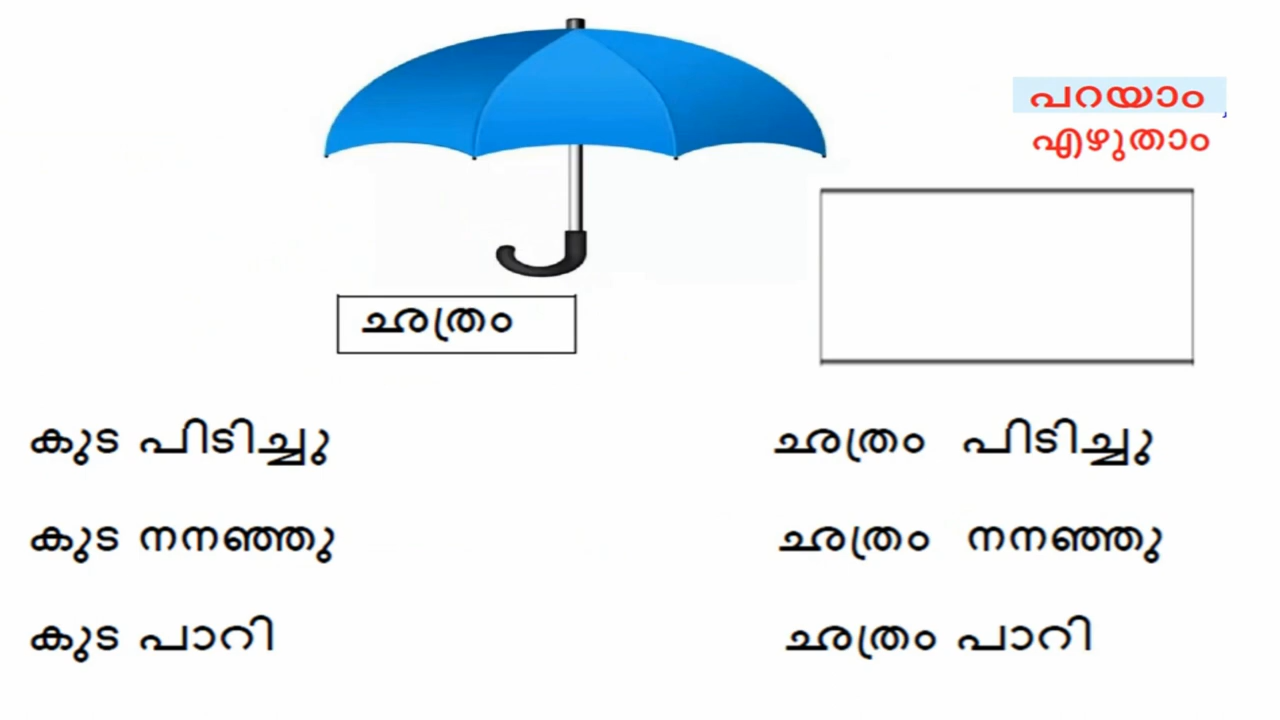 പറയാം
എഴുതാം
ഛത്രം
കുട പിടിച്ചു
ഛത്രം പിടിച്ചു
കുട നനഞ്ഞു
ഛത്രം നനഞ്ഞു
കുട പാറി
ഛത്രം പാറി